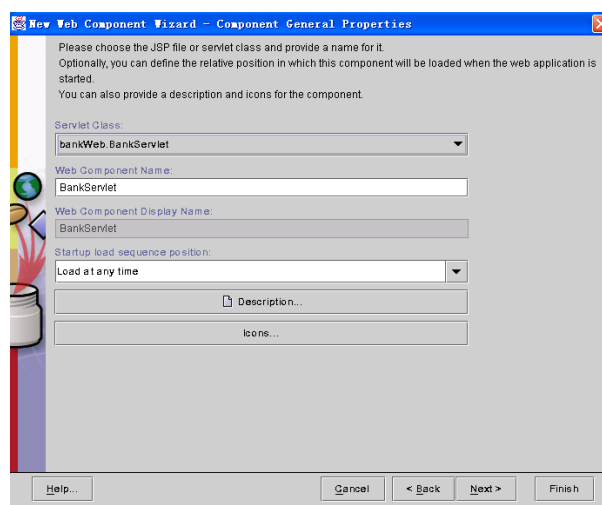 New Web Component Wizard - Component General Properties
Please choose the JSP file or servlet class and provide a name for it.
Optionally, you can define the relative position in which this component will be loaded when the web application is
started.
You can also provide a description and icons for the component.
Servlet Class:
bankWeb.BankServlet
Web Component Name:
BankServlet
Web Component Display Name:
BankServlet
Startup load sequence position:
Load at any time
Description...
Icons...
Help...
Cancel
< Back
Next >
Finish